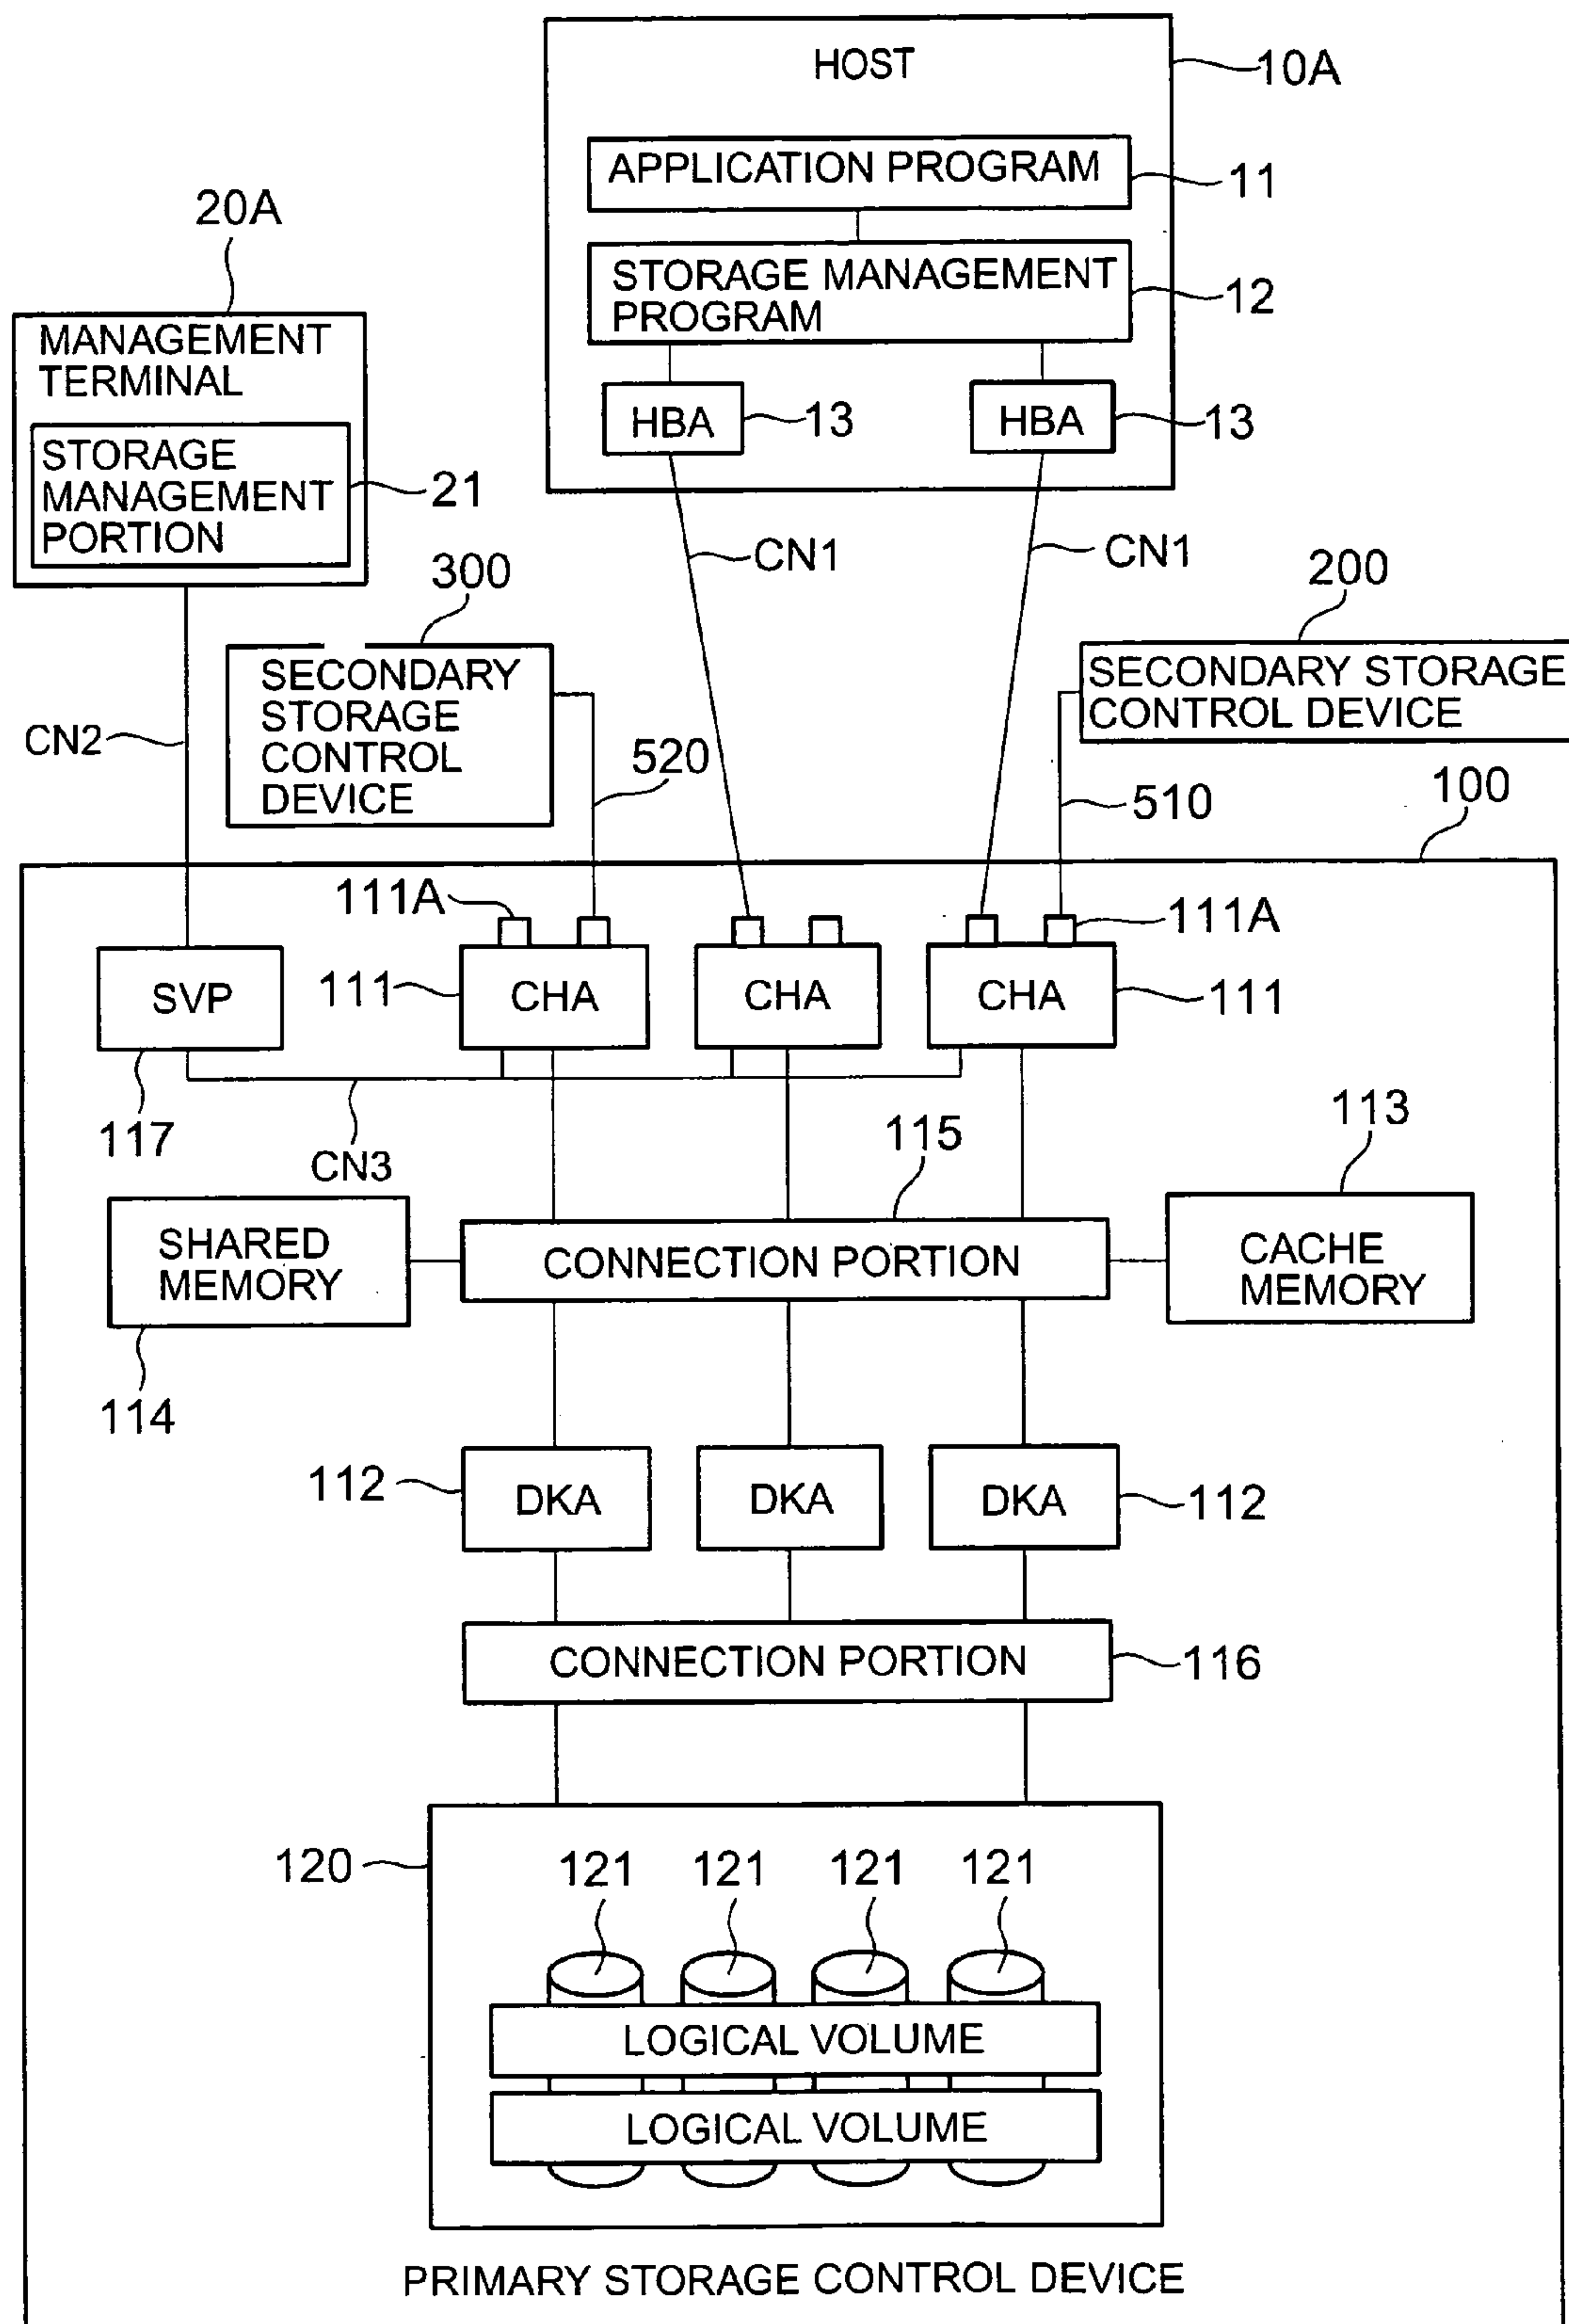 HOST
10A
APPLICATION PROGRAM
11
20A
STORAGE MANAGEMENT
PROGRAM
12
MANAGEMENT
TERMINAL
HBA
13
HBA
13
STORAGE
MANAGEMENT
PORTION
21
CN1
CN1
300
200
SECONDARY
STORAGE
CONTROL
DEVICE
SECONDARY STORAGE
CONTROL DEVICE
CN2
520
510
100
111A
111A
SVP
111
CHA
CHA
CHA
111
117
CN3
115
113
SHARED
MEMORY
CONNECTION PORTION
CACHE
MEMORY
114
112
DKA
DKA
DKA
112
CONNECTION PORTION
116
120
121
121
121
121
LOGICAL VOLUME
LOGICAL VOLUME
PRIMARY STORAGE CONTROL DEVICE